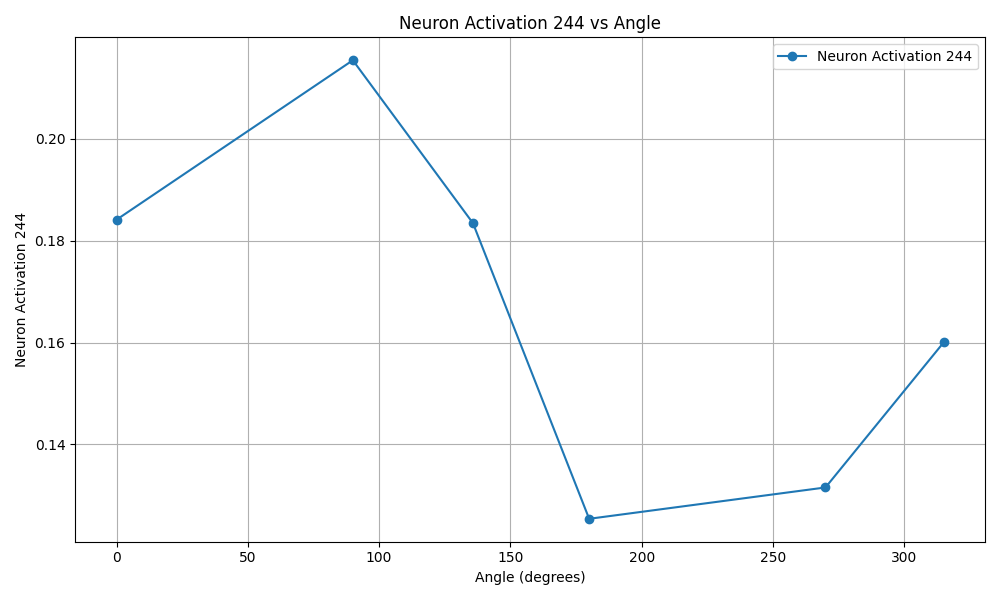 Neuron Activation 244 vs Angle
Neuron Activation 244
0.20
0.18
0.16
0.14
Neuron Activation 244
0 50 100 150 200 250 300
Angle (degrees)